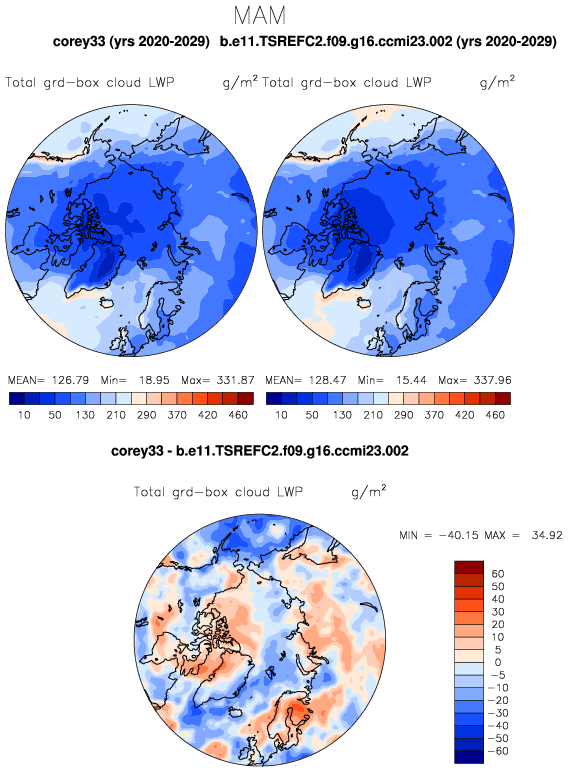 MAM
corey33 (yrs 2020-2029) b.e11.TSREFC2.f09.g16.ccmi23.002 (yrs 2020-2029)
Total grd-box cloud LWP g/m² Total grd-box cloud LWP g/m²
MEAN= 126.79 Min= 18.95 Max= 331.87 MEAN= 128.47 Min= 15.44 Max= 337.96
10 50 130 210 290 370 420 460 10 50 130 210 290 370 420 460
corey33 - b.e11.TSREFC2.f09.g16.ccmi23.002
Total grd-box cloud LWP g/m²
MIN = -40.15 MAX = 34.92
60
50
40
30
20
10
5
0
-5
-10
-20
-30
-40
-50
-60